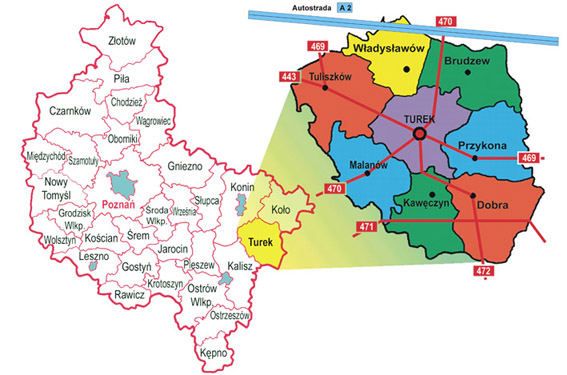 Złotów
Piła
Czarnków
Chodzież
Wągrowiec
Oborniki
Międzychód
Szamotuły
Gniezno
Nowy
Tomyśl
Poznań
Słupca
Konin
Koło
Grodzisk
Wlkp.
Środa
Wlkp.
Września
Wolsztyn
Kościan
Śrem
Turek
Leszno
Jarocin
Gostyń
Pleszew
Kalisz
Krotoszyn
Rawicz
Ostrów
Wlkp.
Ostrzeszów
Kępno
Autostrada
A 2
470
469
Władysławów
443
Tuliszków
Brudzew
TUREK
Przykona
469
Malanów
470
Kawęczyn
Dobra
471
472